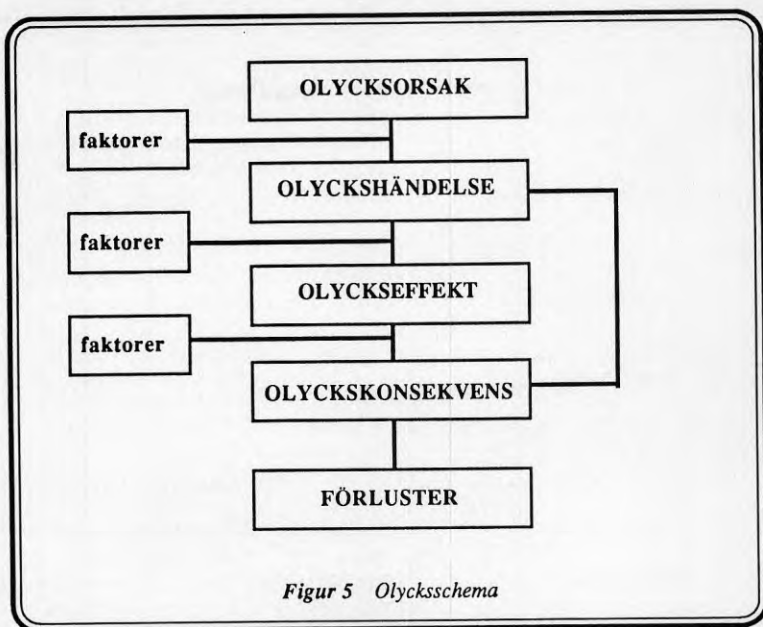 OLYCKSORSAK
faktorer
OLYCKSHÄNDELSE
faktorer
OLYCKSEFFEKT
faktorer
OLYCKSKONSEKVENS
FÖRLUSTER
Figur 5 Olycksschema